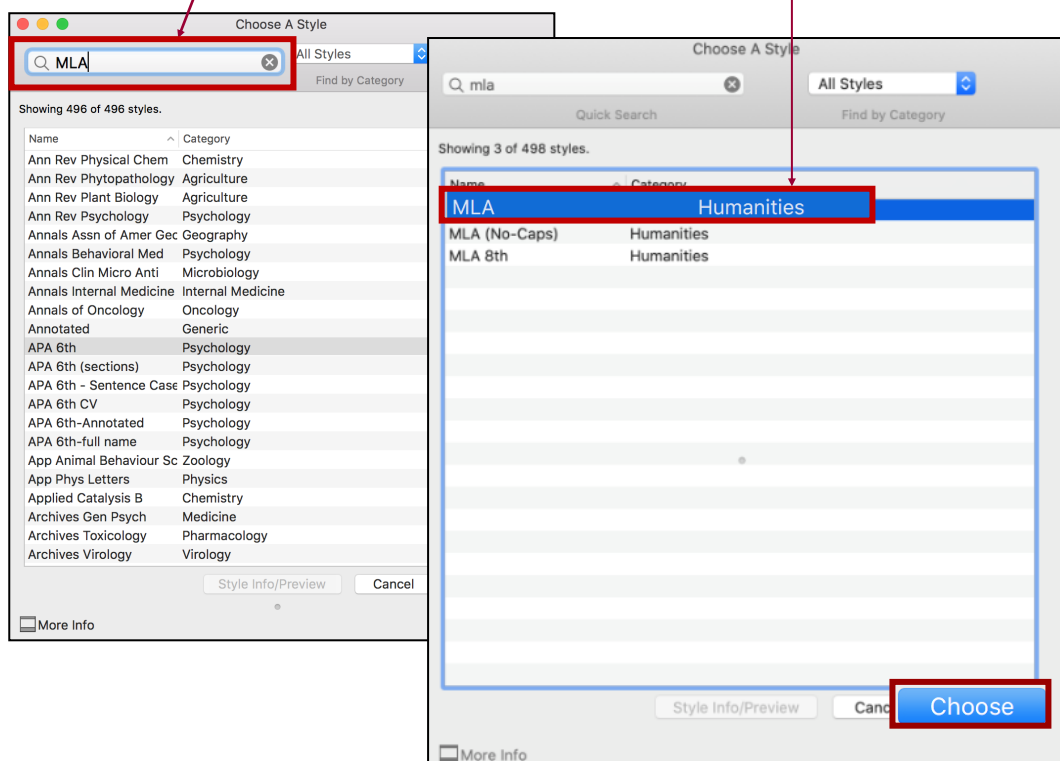 Choose A Style
MLA
All Styles
Find by Category
Showing 496 of 496 styles.
Name Category
Ann Rev Physical Chem Chemistry
Ann Rev Phytopathology Agriculture
Ann Rev Plant Biology Agriculture
Ann Rev Psychology Psychology
Annals Assn of Amer Geo Geography
Annals Behavioral Med Psychology
Annals Clin Micro Anti Microbiology
Annals Internal Medicine Internal Medicine
Annals of Oncology Oncology
Annotated Generic
APA 6th Psychology
APA 6th (sections) Psychology
APA 6th - Sentence Case Psychology
APA 6th CV Psychology
APA 6th-Annotated Psychology
APA 6th-full name Psychology
App Animal Behaviour Sc Zoology
App Phys Letters Physics
Applied Catalysis B Chemistry
Archives Gen Psych Medicine
Archives Toxicology Pharmacology
Archives Virology Virology
Style Info/Preview Cancel
More Info
Choose A Style
mla All Styles
Quick Search Find by Category
Showing 3 of 498 styles.
Name Category
MLA Humanities
MLA (No-Caps) Humanities
MLA 8th Humanities
Style Info/Preview Canc Choose
More Info